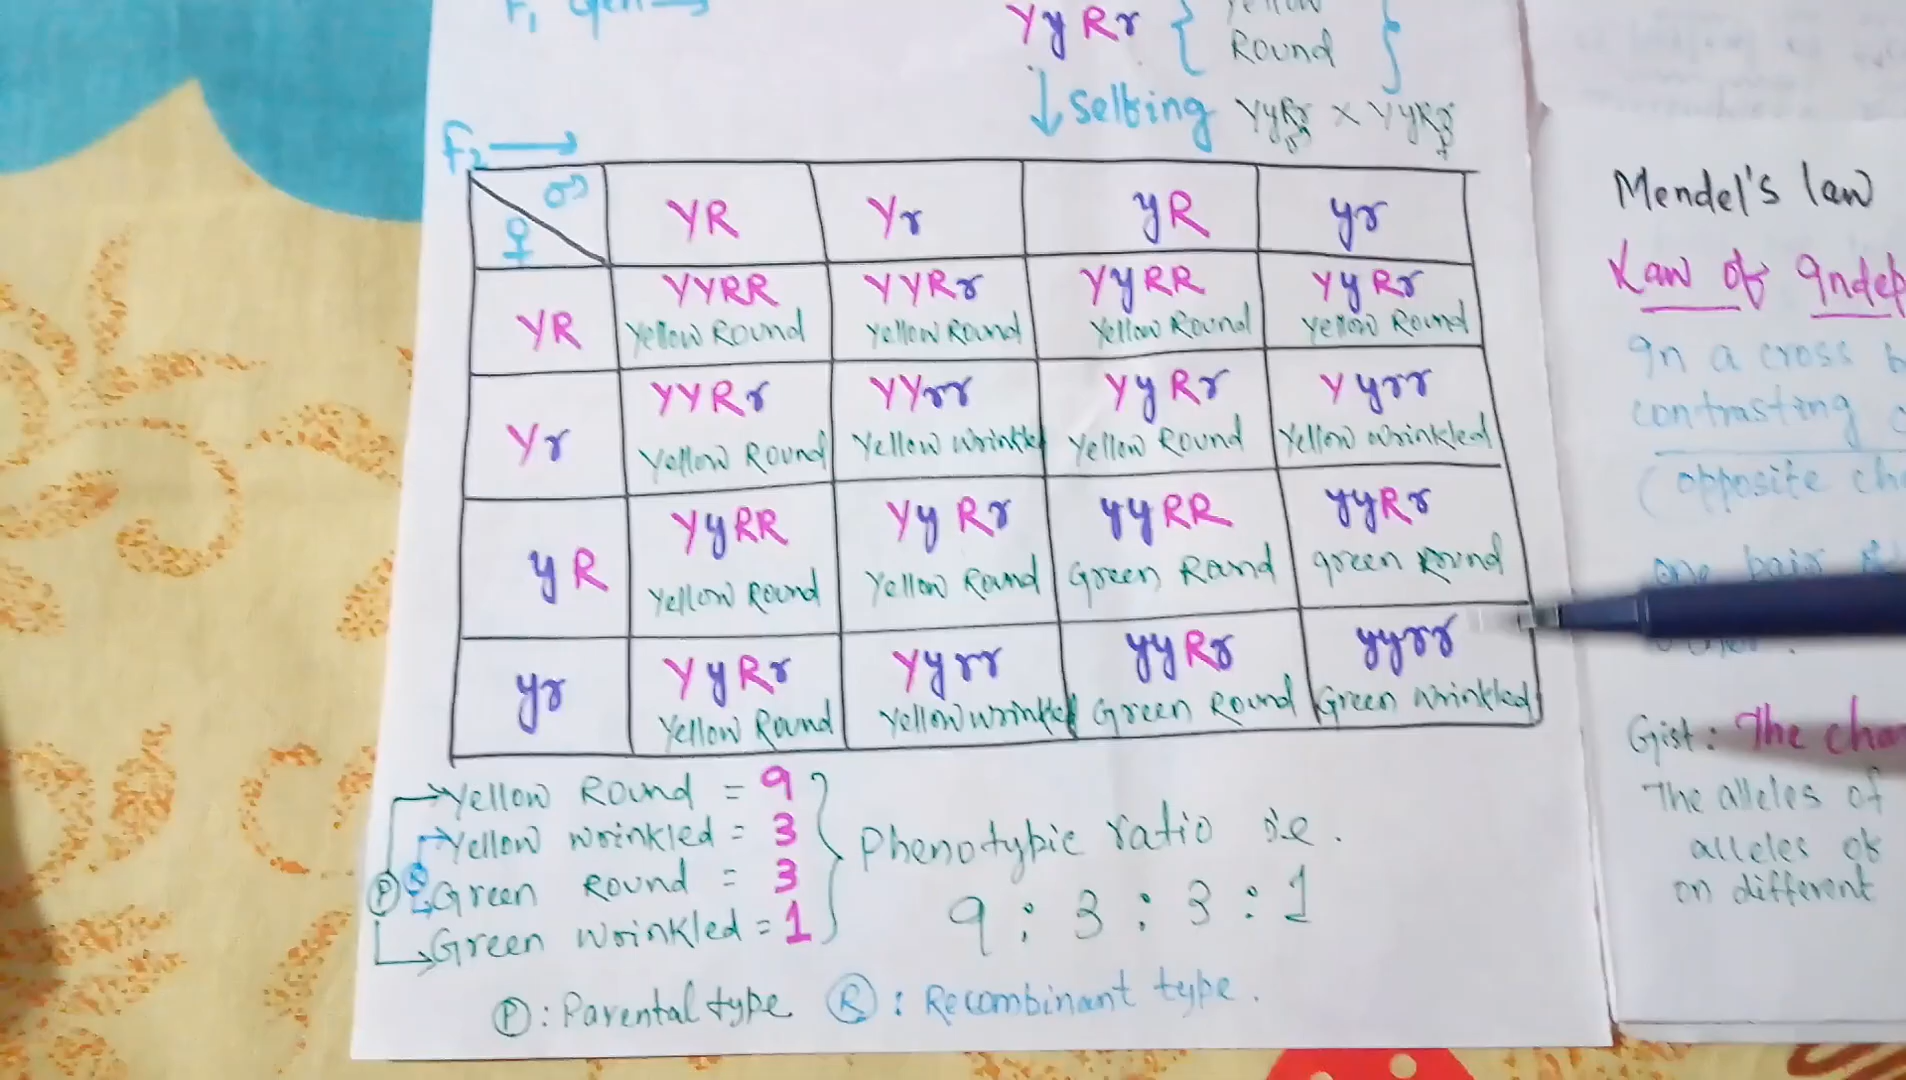 F1 Gen →
YyRr { Yellow
Round }
↓ selfing YyRr ♂ x YyRr ♀
F2 →
♂ YR Yr yR yr
♀
YYRR YYRr YyRR YyRr
YR Yellow Round Yellow Round Yellow Round Yellow Round
YYRr YYrr YyRr Yyrr
Yr Yellow Round Yellow wrinkled Yellow Round Yellow wrinkled
YyRR YyRr yyRR yyRr
yR Yellow Round Yellow Round Green Round green Round
YyRr Yyrr yyRr yyrr
yr Yellow Round Yellow wrinkled Green Round Green wrinkled
Yellow Round = 9
Yellow wrinkled = 3
Green Round = 3
Green wrinkled = 1
P R
Phenotypic ratio i.e.
9 : 3 : 3 : 1
P : Parental type R : Recombinant type.
Mendel's law
Law of
In a cross
contrasting
(opposite
one pair
Gist: The
The alleles of
alleles of
on different